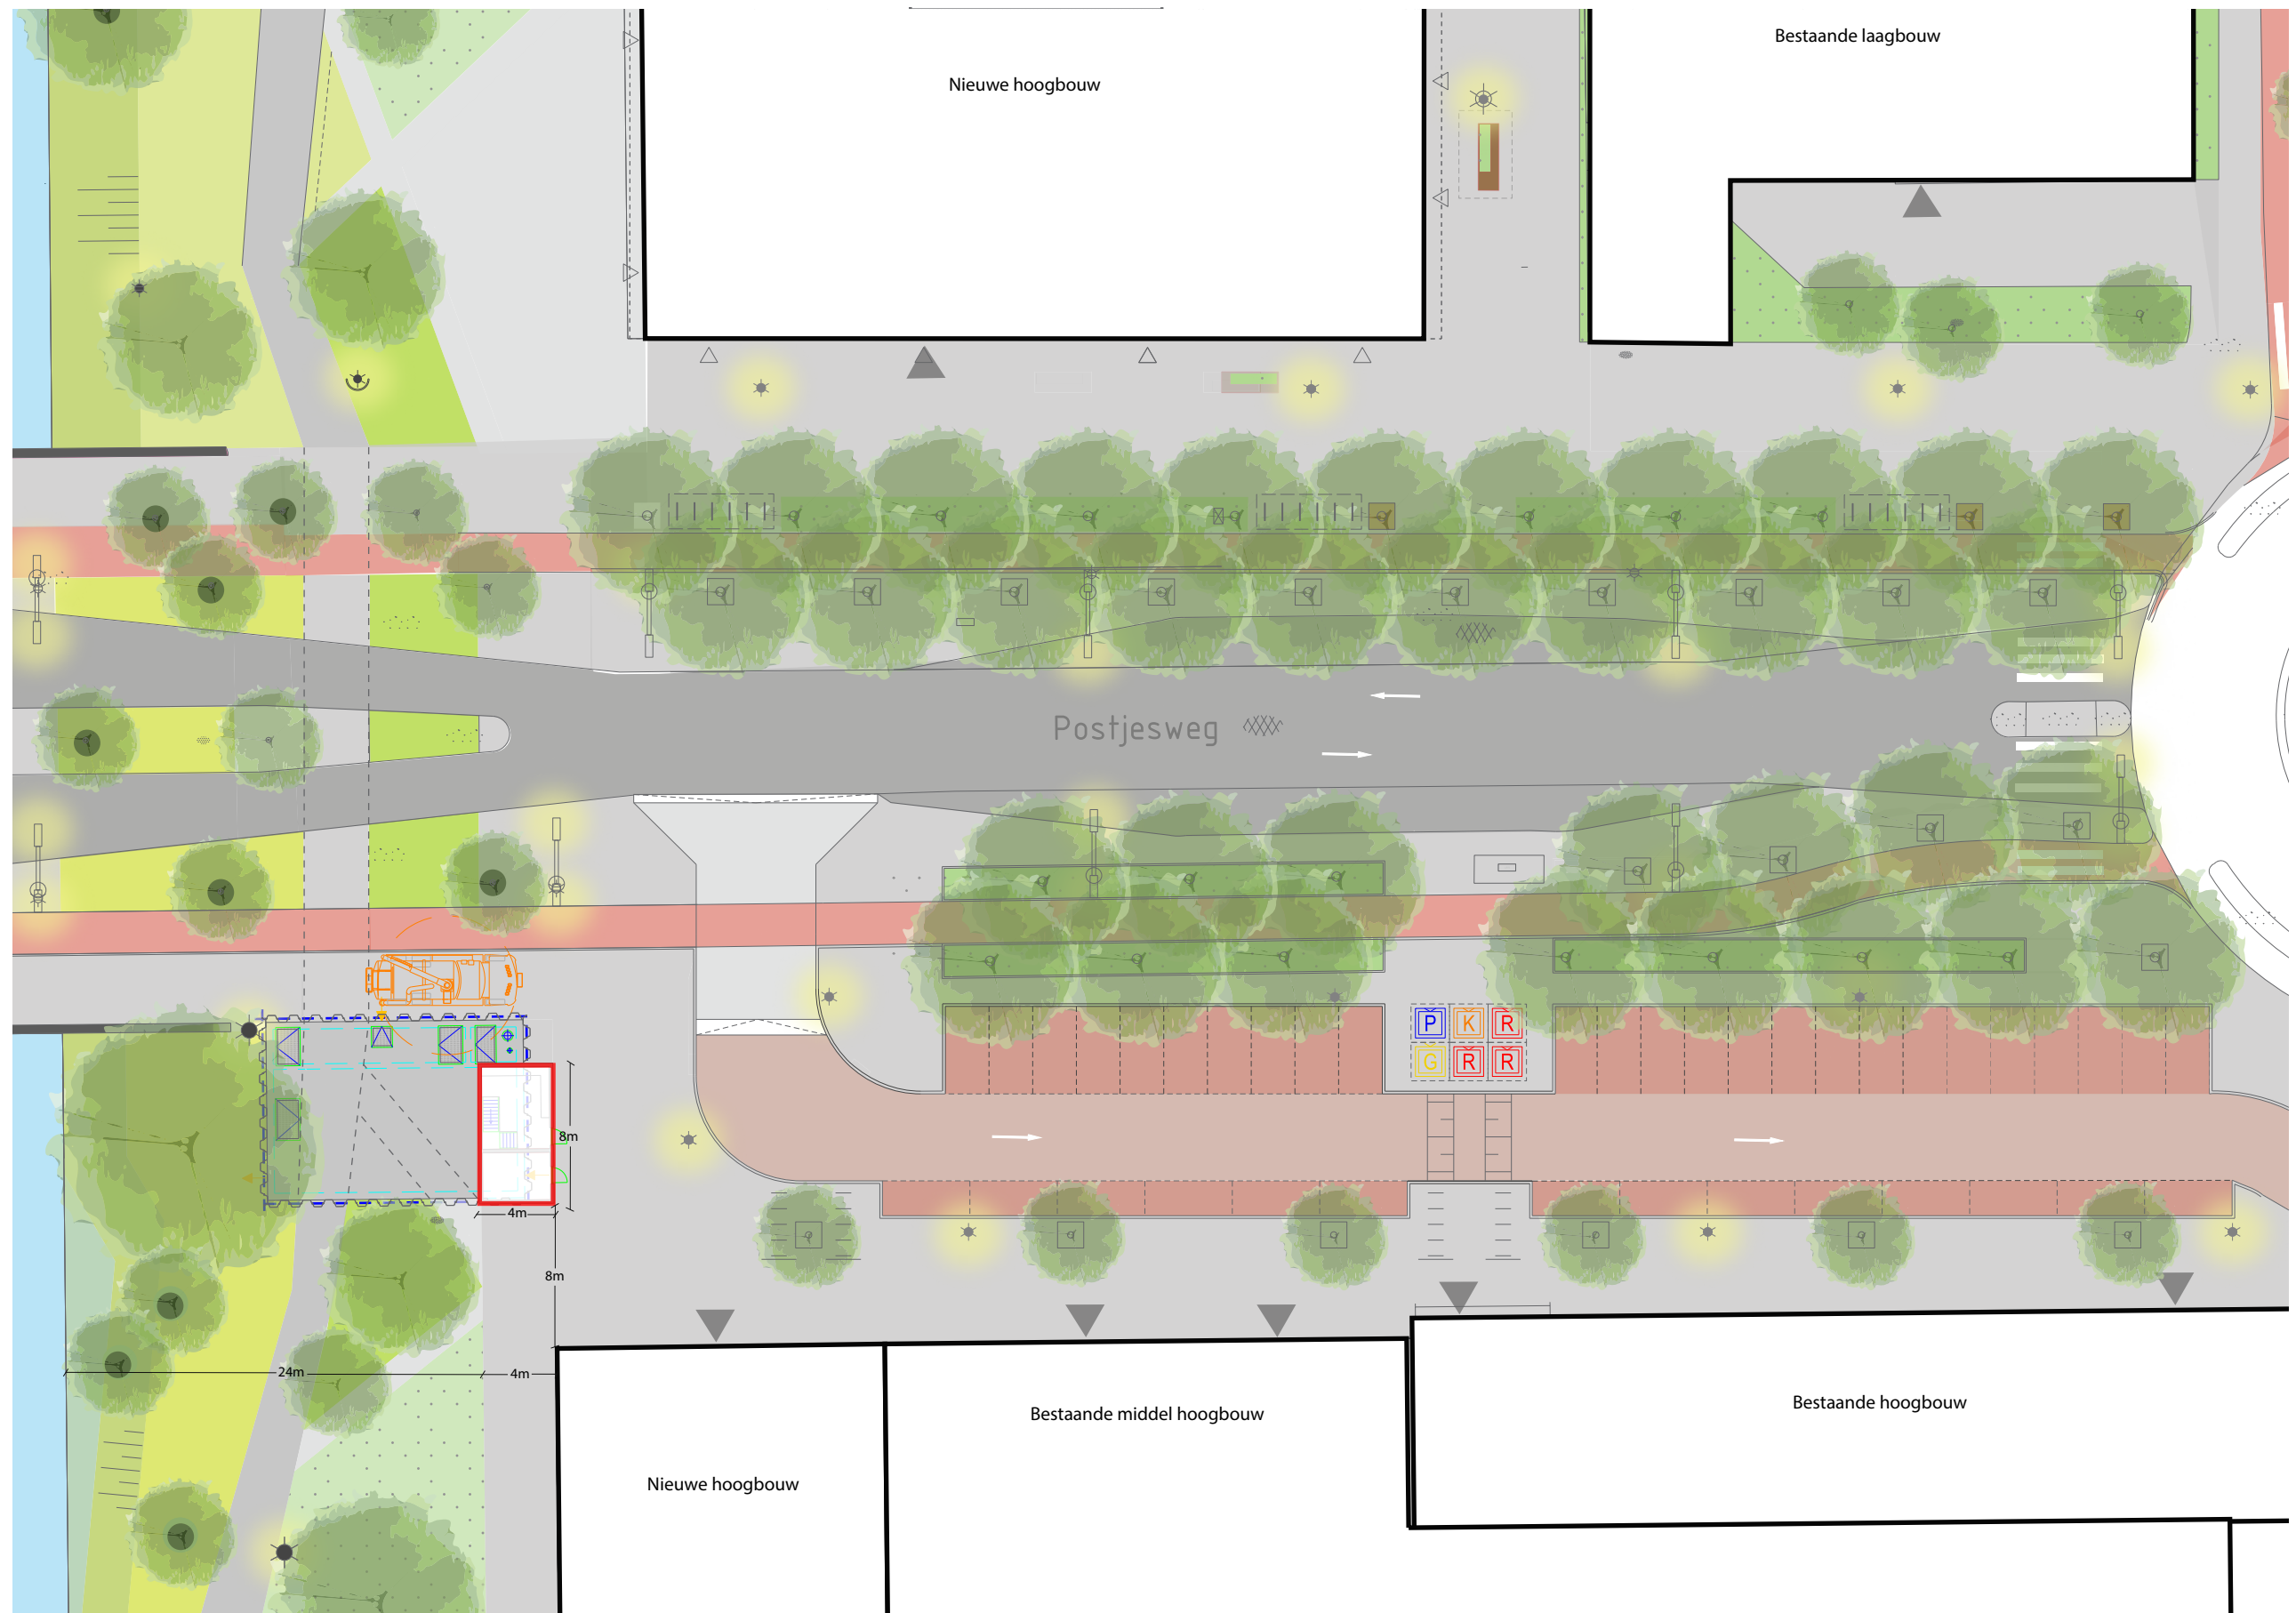 Bestaande laagbouw
Nieuwe hoogbouw
Postjesweg
P K R
G R R
8m
4m
8m
24m
4m
Bestaande hoogbouw
Bestaande middel hoogbouw
Nieuwe hoogbouw